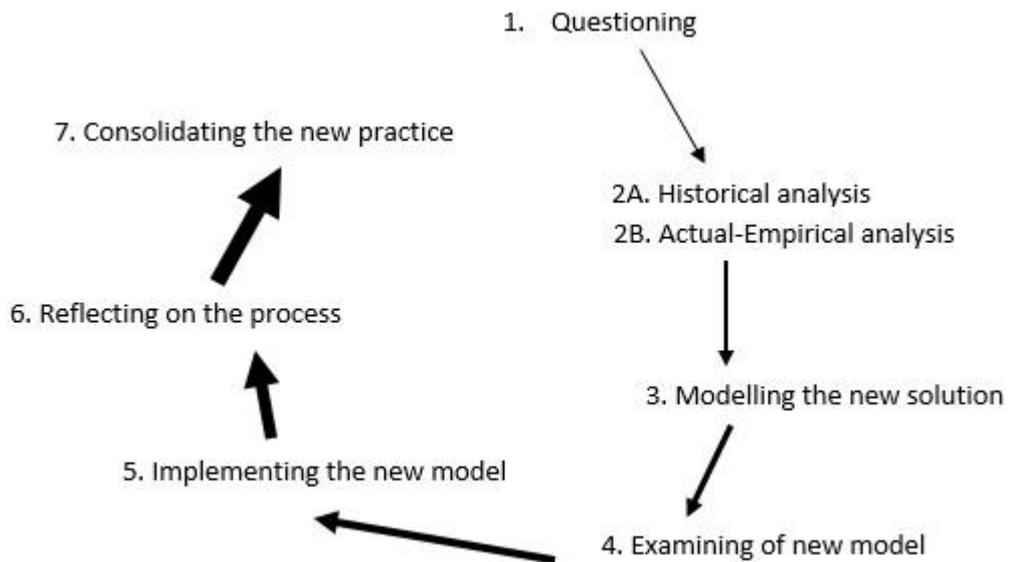 1. Questioning
2A. Historical analysis
2B. Actual-Empirical analysis
3. Modelling the new solution
4. Examining of new model
5. Implementing the new model
6. Reflecting on the process
7. Consolidating the new practice